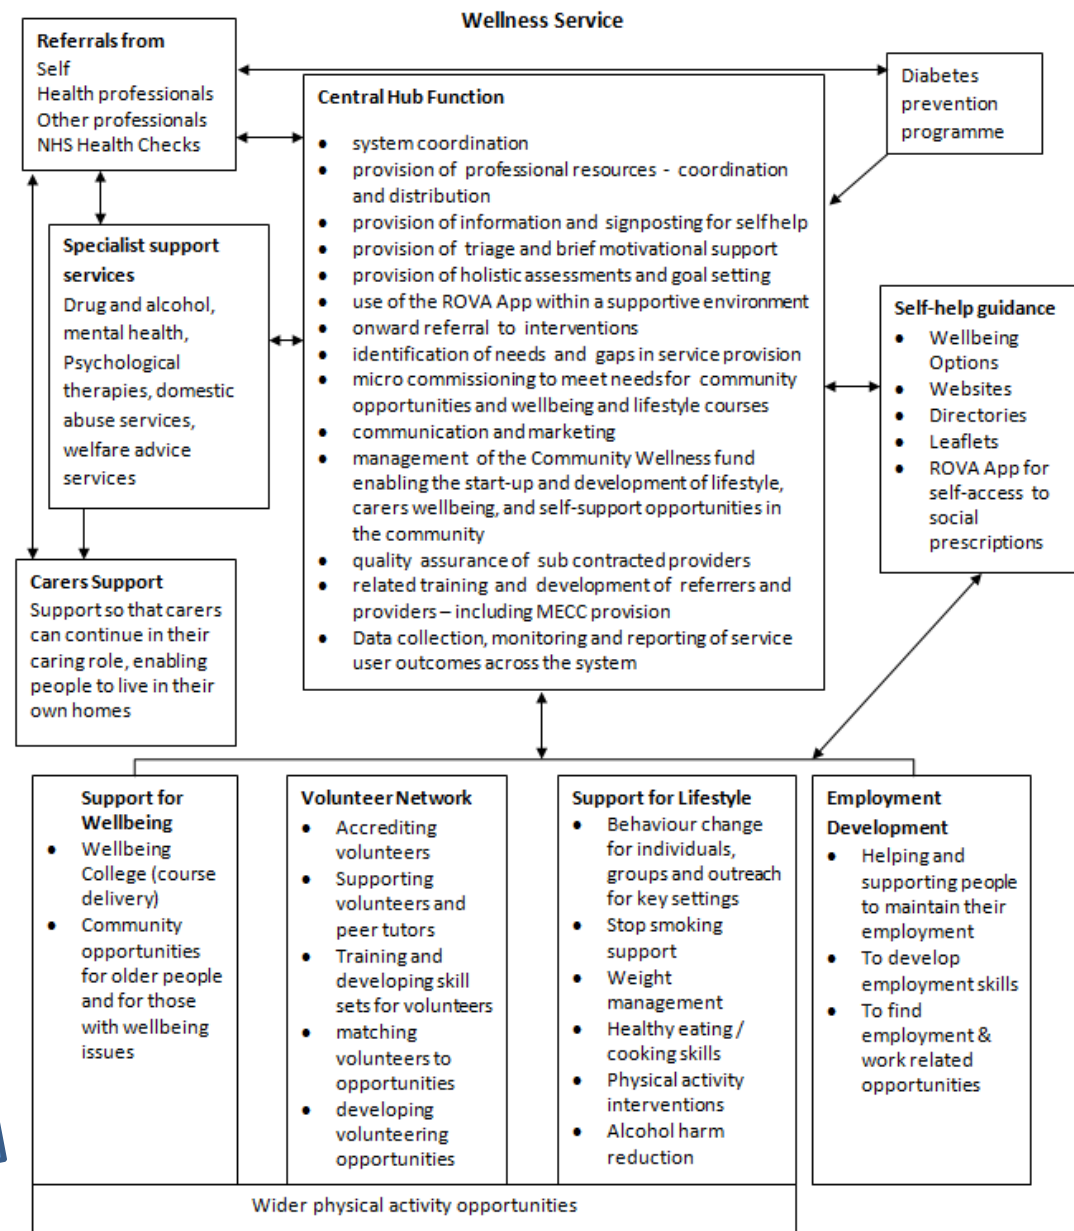 Wellness Service
Referrals from
Self
Health professionals
Other professionals
NHS Health Checks
Diabetes
prevention
programme
Central Hub Function
● system coordination
● provision of professional resources - coordination
and distribution
● provision of information and signposting for selfhelp
● provision of triage and brief motivational support
● provision of holistic assessments and goal setting
● use of the ROVA App within a supportive environment
● onward referral to interventions
● identification of needs and gaps in service provision
● micro commissioning to meet needs for community
opportunities and wellbeing and lifestyle courses
● communication and marketing
● management of the Community Wellness fund
enabling the start-up and development of lifestyle,
carers wellbeing, and self-support opportunities in
the community
● quality assurance of sub contracted providers
● related training and development of referrers and
providers – including MECC provision
● Data collection, monitoring and reporting of service
user outcomes across the system
Specialist support
services
Drug and alcohol,
mental health,
Psychological
therapies, domestic
abuse services,
welfare advice
services
Self-help guidance
● Wellbeing
Options
● Websites
● Directories
● Leaflets
● ROVA App for
self-access to
social
prescriptions
Carers Support
Support so that carers
can continue in their
caring role, enabling
people to live in their
own homes
Support for
Wellbeing
● Wellbeing
College (course
delivery)
● Community
opportunities
for older people
and for those
with wellbeing
issues
Volunteer Network
● Accrediting
volunteers
● Supporting
volunteers and
peer tutors
● Training and
developing skill
sets for volunteers
● matching
volunteers to
opportunities
● developing
volunteering
opportunities
Support for Lifestyle
● Behaviour change
for individuals,
groups and outreach
for key settings
● Stop smoking
support
● Weight
management
● Healthy eating /
cooking skills
● Physical activity
interventions
● Alcohol harm
reduction
Employment
Development
● Helping and
supporting people
to maintain their
employment
● To develop
employment skills
● To find
employment &
work related
opportunities
Wider physical activity opportunities